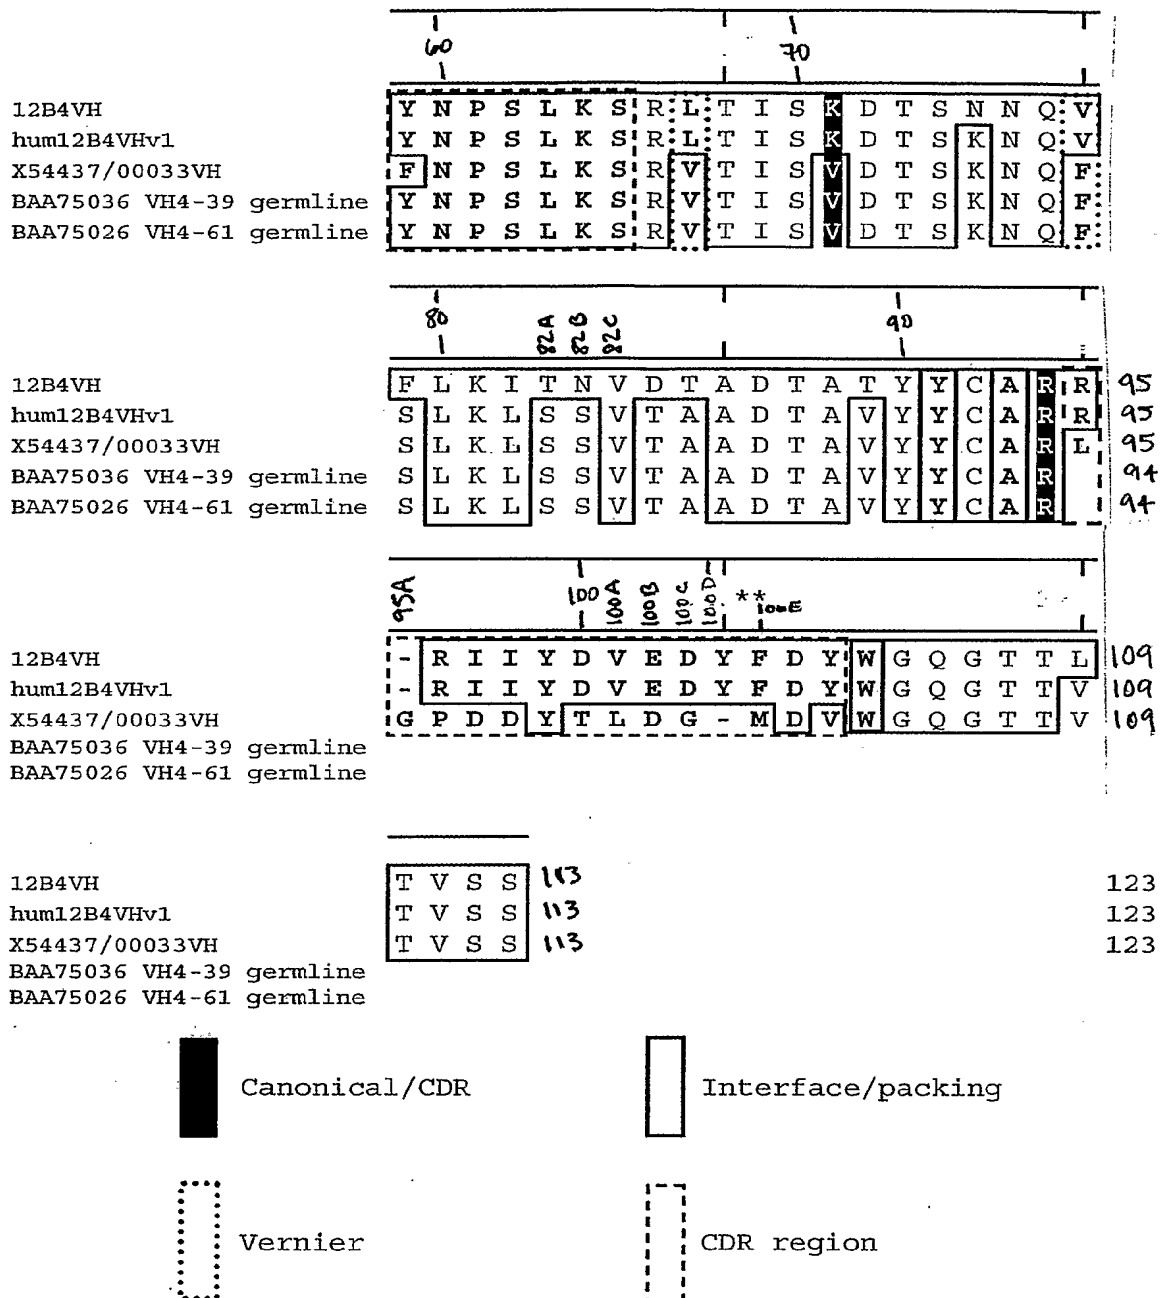 60 70
12B4VH Y N P S L K S R L T I S K D T S N N Q V
hum12B4VHv1 Y N P S L K S R L T I S K D T S K N Q V
X54437/00033VH F N P S L K S R V T I S V D T S K N Q F
BAA75036 VH4-39 germline Y N P S L K S R V T I S V D T S K N Q F
BAA75026 VH4-61 germline Y N P S L K S R V T I S V D T S K N Q F
80 82A 82B 82C 90
12B4VH F L K I T N V D T A D T A T Y Y C A R R 95
hum12B4VHv1 S L K L S S V T A A D T A V Y Y C A R R 95
X54437/00033VH S L K L S S V T A A D T A V Y Y C A R L 95
BAA75036 VH4-39 germline S L K L S S V T A A D T A V Y Y C A R 94
BAA75026 VH4-61 germline S L K L S S V T A A D T A V Y Y C A R 94
95A 100 100A 100B 100C 100D ** 100E
12B4VH - R I I Y D V E D Y F D Y W G Q G T T L 109
hum12B4VHv1 - R I I Y D V E D Y F D Y W G Q G T T V 109
X54437/00033VH G P D D Y T L D G - M D V W G Q G T T V 109
BAA75036 VH4-39 germline
BAA75026 VH4-61 germline
12B4VH T V S S 113 123
hum12B4VHv1 T V S S 113 123
X54437/00033VH T V S S 113 123
BAA75036 VH4-39 germline
BAA75026 VH4-61 germline
Canonical/CDR Interface/packing
Vernier CDR region